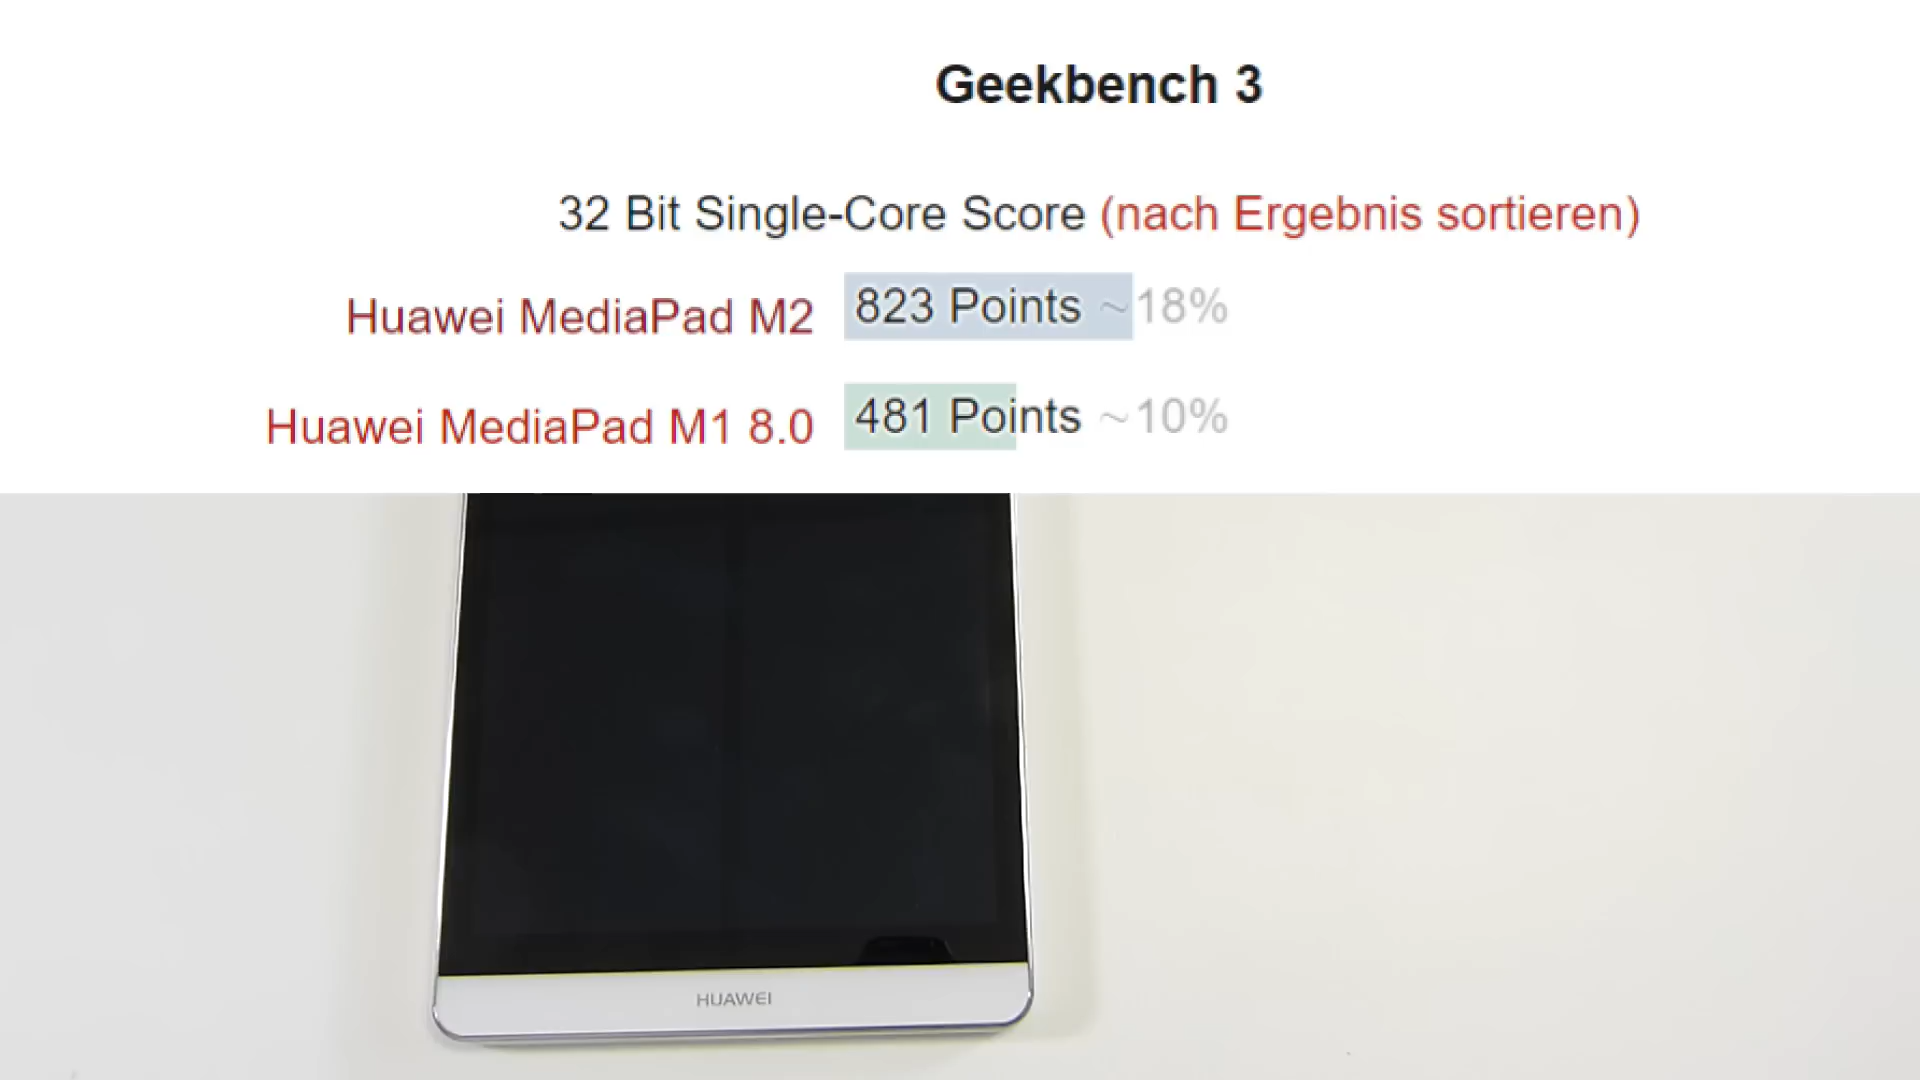 Geekbench 3
32 Bit Single-Core Score (nach Ergebnis sortieren)
Huawei MediaPad M2 823 Points ~18%
Huawei MediaPad M1 8.0 481 Points ~10%
HUAWEI